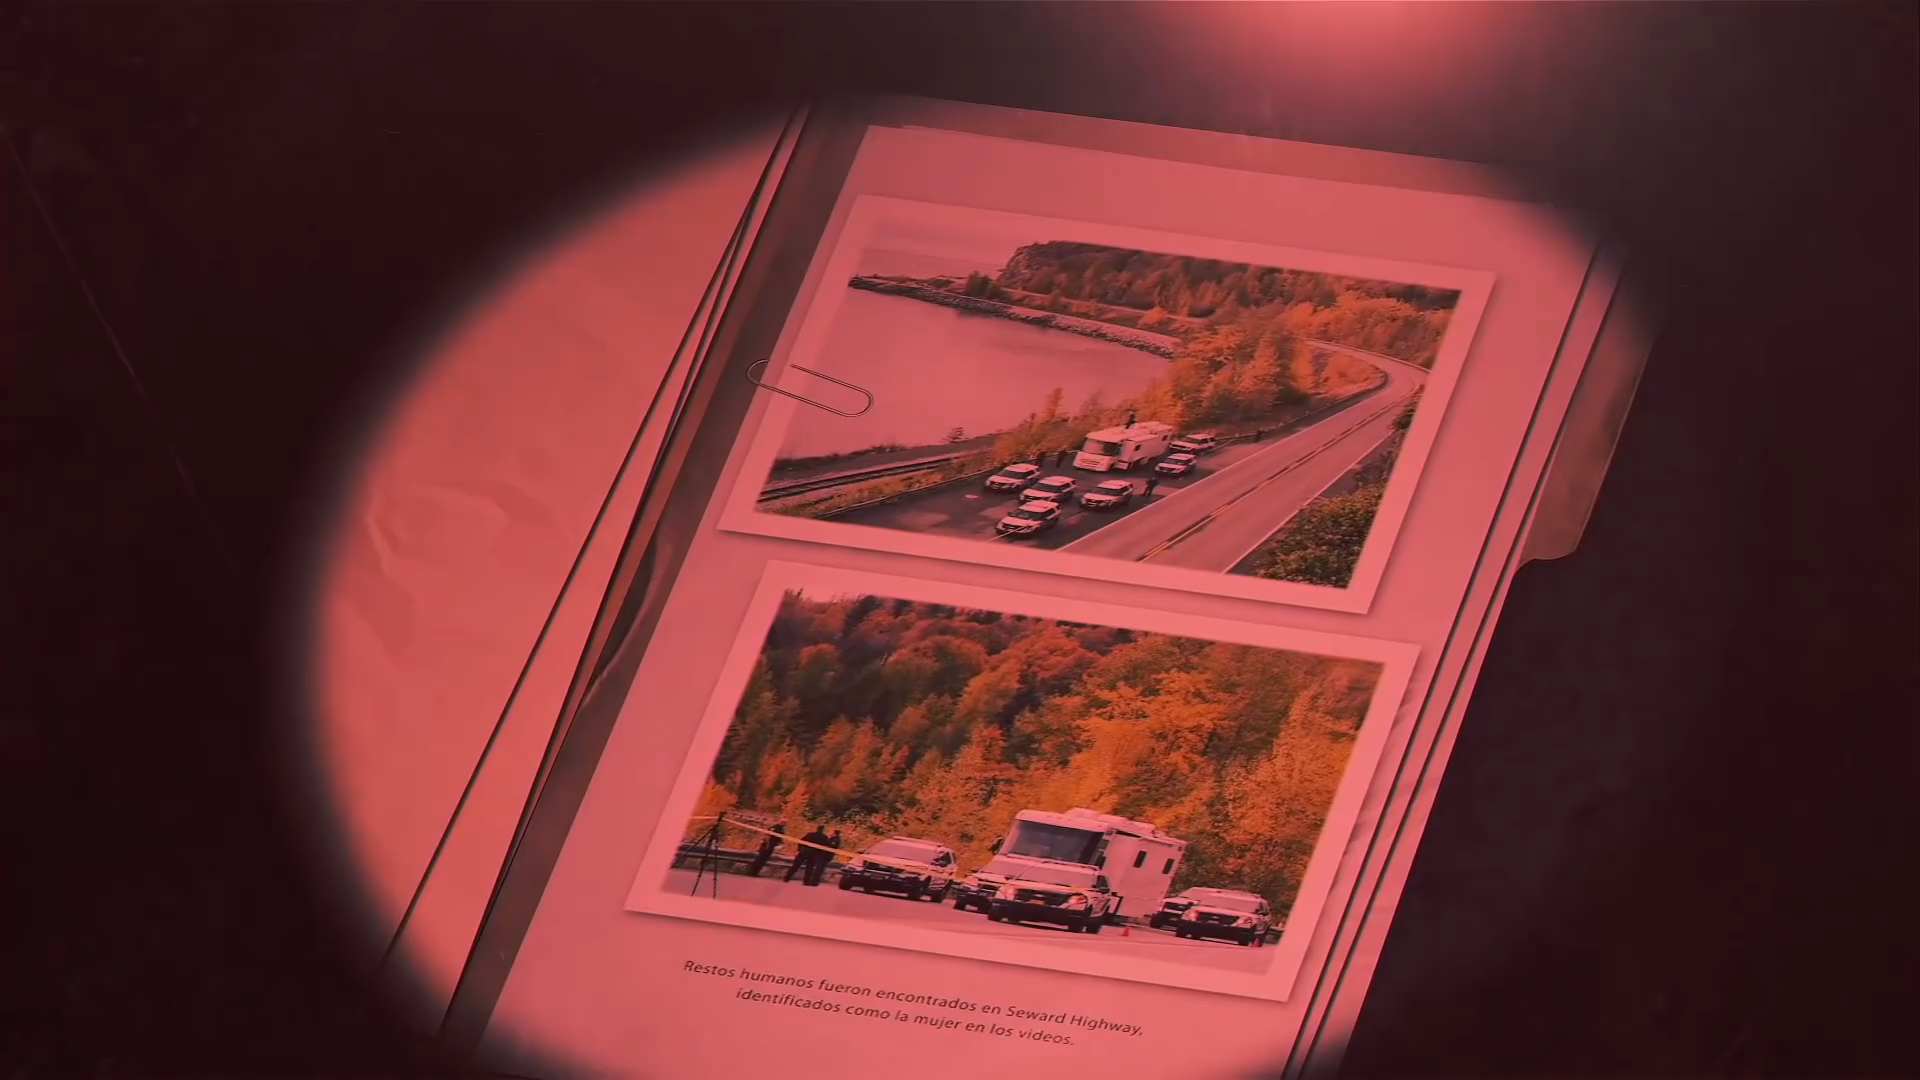 Restos humanos fueron encontrados en Seward Highway,
identificados como la mujer en los videos.